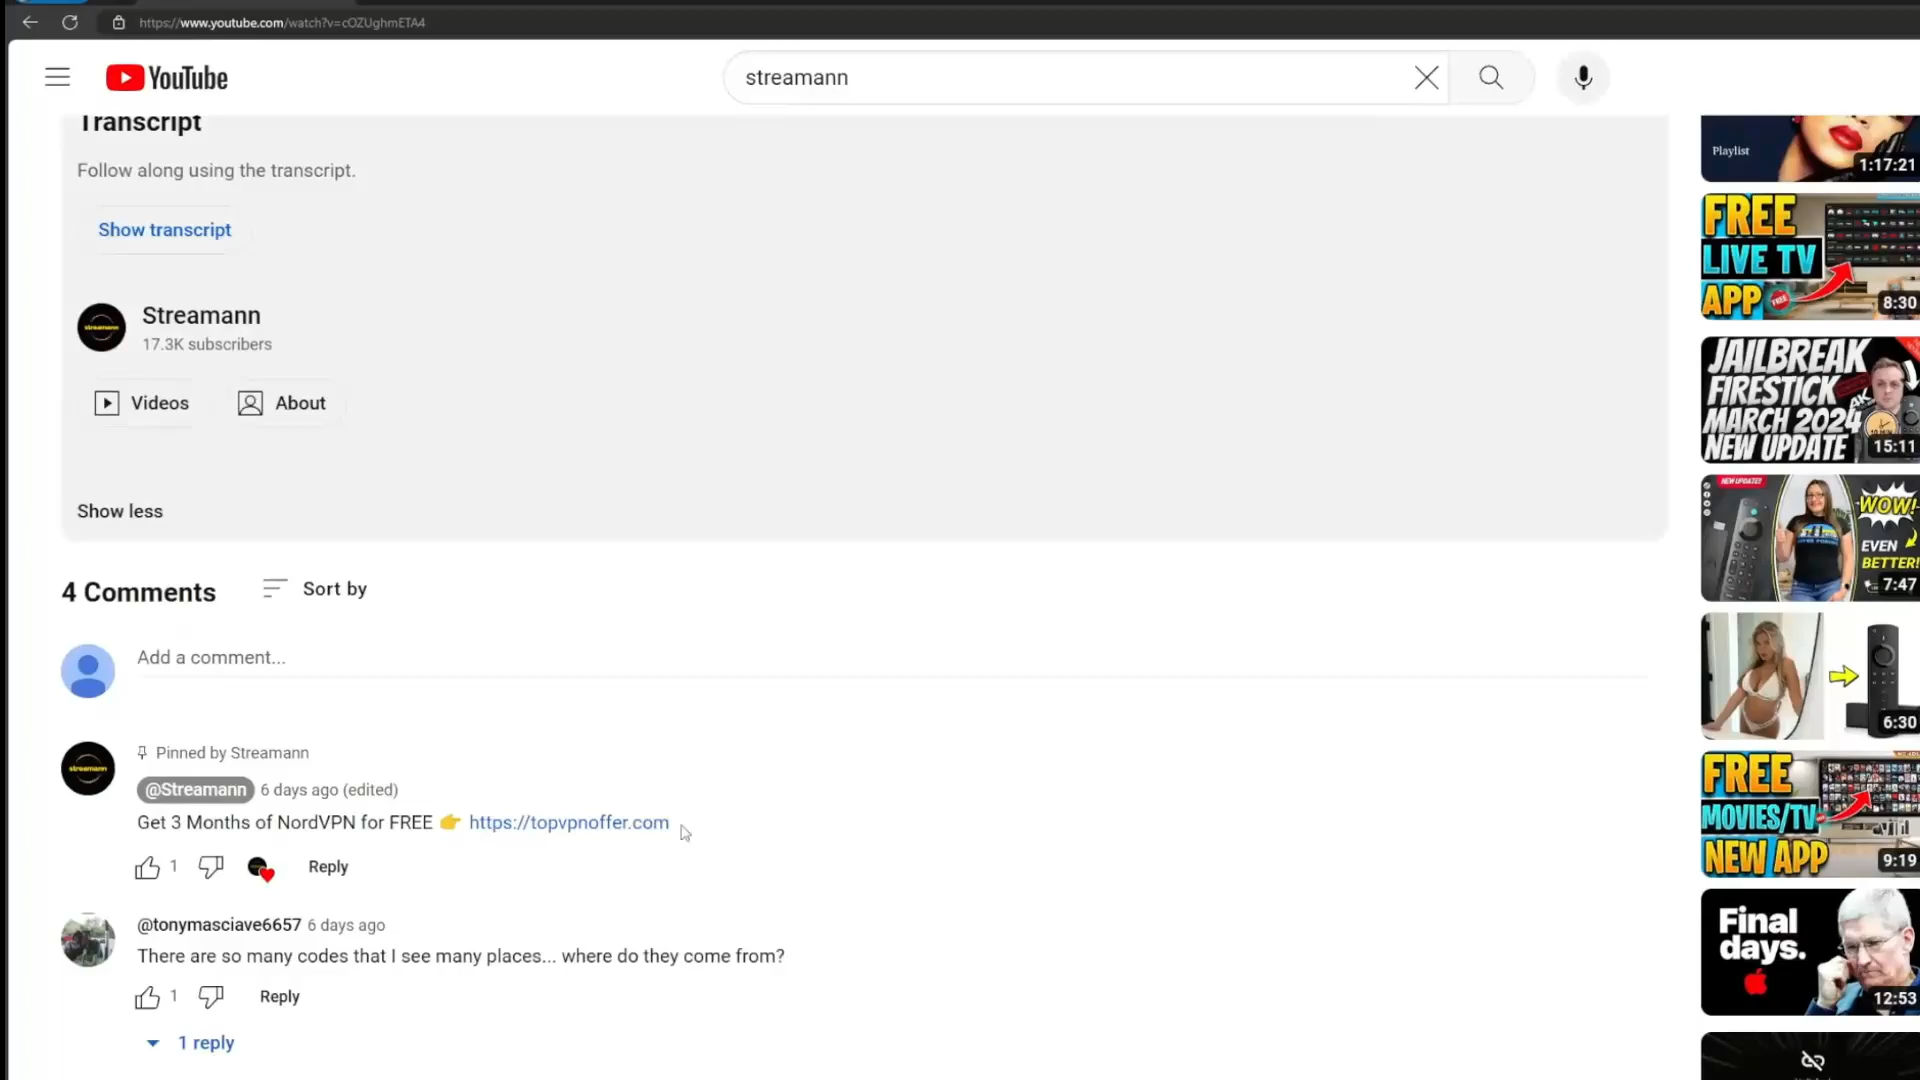 https://www.youtube.com/watch?v=cOZUghmETA4
YouTube
streamann
Transcript
Follow along using the transcript.
Show transcript
Streamann
17.3K subscribers
Videos
About
Show less
4 Comments
Sort by
Add a comment...
Pinned by Streamann
@Streamann 6 days ago (edited)
Get 3 Months of NordVPN for FREE 👉 https://topvpnoffer.com
1
Reply
@tonymasciave6657 6 days ago
There are so many codes that I see many places... where do they come from?
1
Reply
1 reply
Playlist
1:17:21
FREE
LIVE TV
APP
FREE
8:30
JAILBREAK
FIRESTICK
MARCH 2024
NEW UPDATE
15:11
NEW UPDATE!
WOW!
EVEN
BETTER!
7:47
6:30
FREE
MOVIES/TV
NEW APP
9:19
Final
days.
12:53